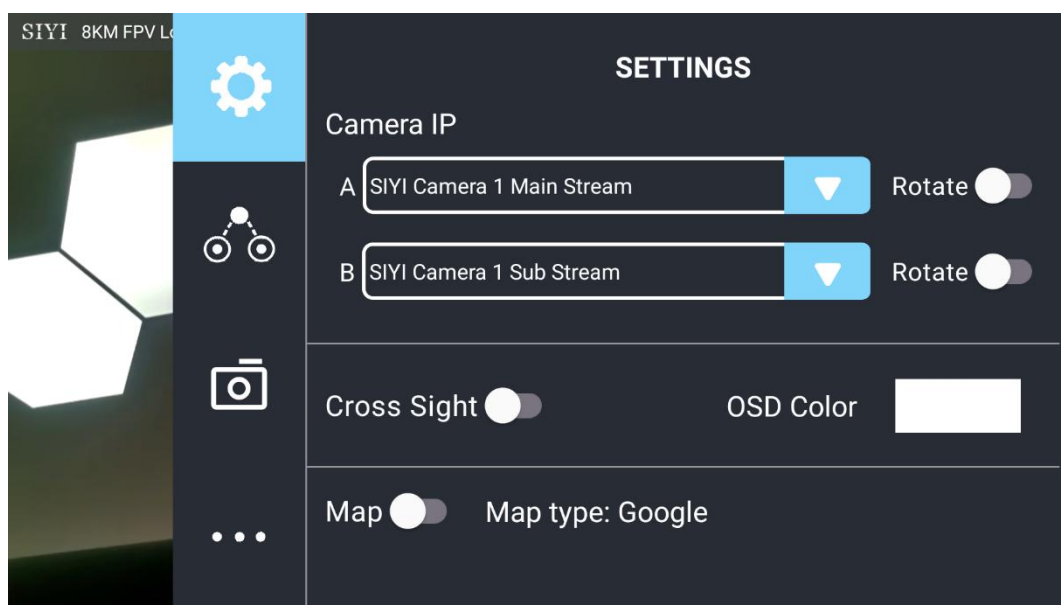 SIYI 8KM FPV Lo
SETTINGS
Camera IP
A SIYI Camera 1 Main Stream Rotate
B SIYI Camera 1 Sub Stream Rotate
Cross Sight OSD Color
Map Map type: Google